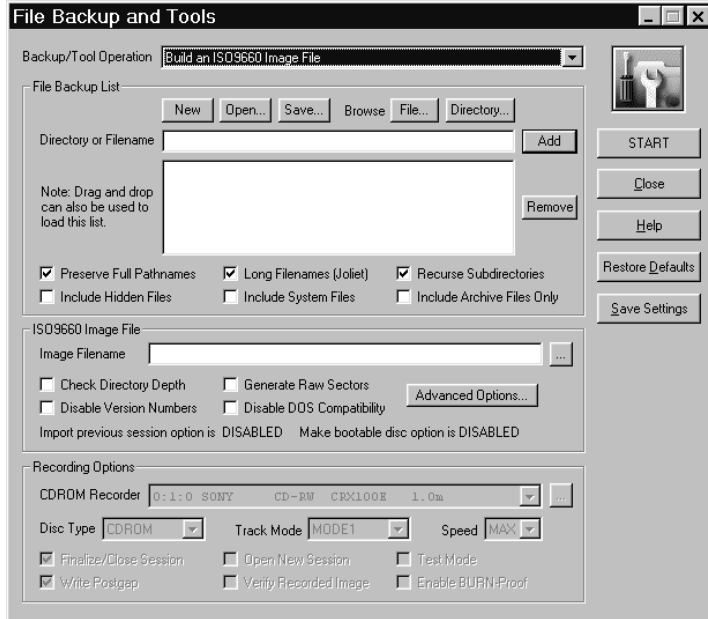 File Backup and Tools
Backup/Tool Operation Build an ISO9660 Image File
File Backup List
New Open... Save... Browse File... Directory...
Directory or Filename Add
START
Note: Drag and drop
can also be used to
load this list.
Remove
Close
Help
Restore Defaults
Save Settings
Preserve Full Pathnames Long Filenames (Joliet) Recurse Subdirectories
Include Hidden Files Include System Files Include Archive Files Only
ISO9660 Image File
Image Filename ...
Check Directory Depth Generate Raw Sectors
Advanced Options...
Disable Version Numbers Disable DOS Compatibility
Import previous session option is DISABLED Make bootable disc option is DISABLED
Recording Options
CDROM Recorder 0:1:0 SONY CD-RW CRX100E 1.0m ...
Disc Type CDROM Track Mode MODE1 Speed MAX
Finalize/Close Session Open New Session Test Mode
Write Postgap Verify Recorded Image Enable BURN-Proof